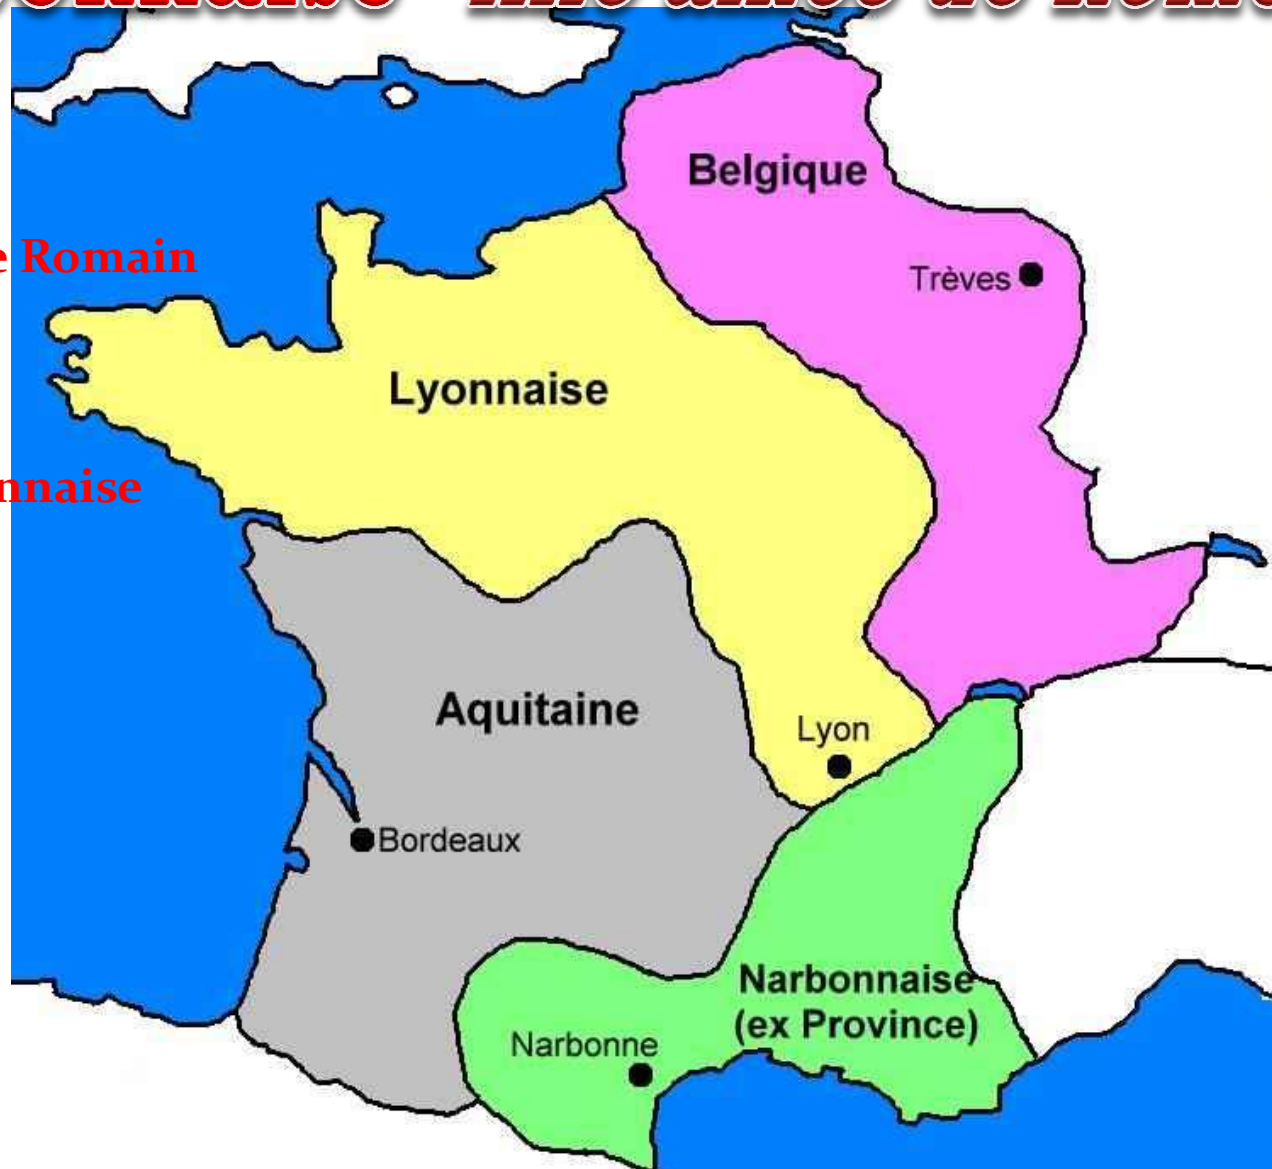 Belgique
e Romain
Trèves
Lyonnaise
nnaise
Aquitaine
Lyon
Bordeaux
Narbonnaise
(ex Province)
Narbonne